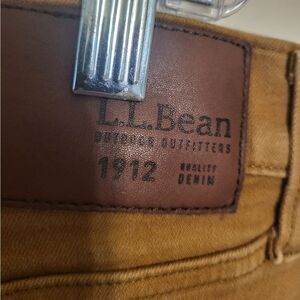 L.L.Bean
OUTDOOR OUTFITTERS
1912 QUALITY
DENIM